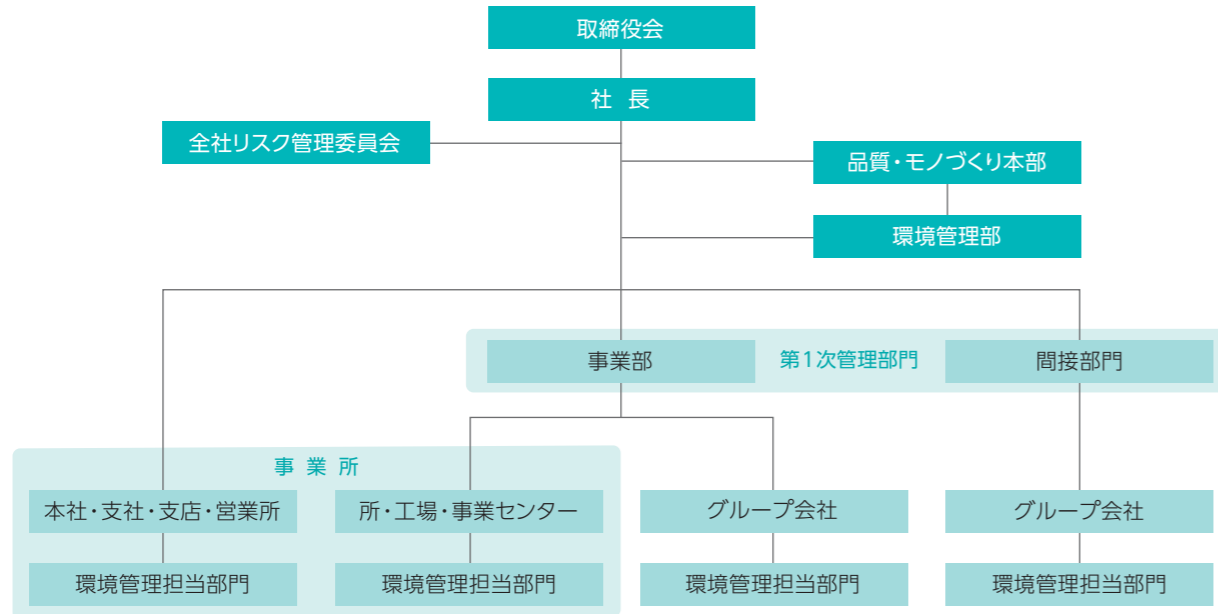 取締役会
社 長
全社リスク管理委員会
品質・モノづくり本部
環境管理部
事業部
第1次管理部門
間接部門
事 業 所
本社・支社・支店・営業所
所・工場・事業センター
グループ会社
グループ会社
環境管理担当部門
環境管理担当部門
環境管理担当部門
環境管理担当部門